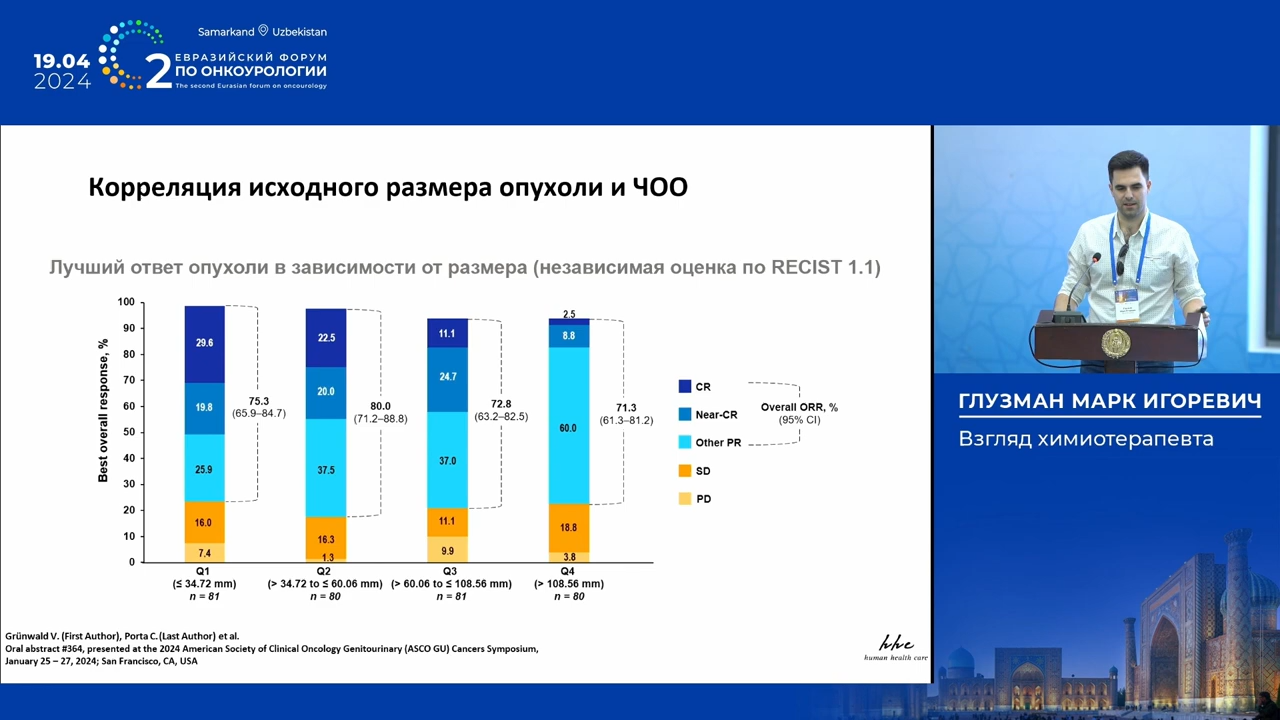 Samarkand Uzbekistan
19.04
2024
2
ЕВРАЗИЙСКИЙ ФОРУМ
ПО ОНКОУРОЛОГИИ
The second Eurasian forum on oncourology
Корреляция исходного размера опухоли и ЧОО
Лучший ответ опухоли в зависимости от размера (независимая оценка по RECIST 1.1)
Best overall response, %
100
90
80
70
60
50
40
30
20
10
0
29.6
19.8
25.9
16.0
7.4
75.3
(65.9–84.7)
22.5
20.0
37.5
16.3
1.3
80.0
(71.2–88.8)
11.1
24.7
37.0
11.1
9.9
72.8
(63.2–82.5)
2.5
8.8
60.0
18.8
3.8
71.3
(61.3–81.2)
Q1
(≤ 34.72 mm)
n = 81
Q2
(> 34.72 to ≤ 60.06 mm)
n = 80
Q3
(> 60.06 to ≤ 108.56 mm)
n = 81
Q4
(> 108.56 mm)
n = 80
CR
Near-CR
Other PR
SD
PD
Overall ORR, %
(95% CI)
Grünwald V. (First Author), Porta C. (Last Author) et al.
Oral abstract #364, presented at the 2024 American Society of Clinical Oncology Genitourinary (ASCO GU) Cancers Symposium,
January 25 – 27, 2024; San Francisco, CA, USA
hhc
human health care
ГЛУЗМАН МАРК ИГОРЕВИЧ
Взгляд химиотерапевта